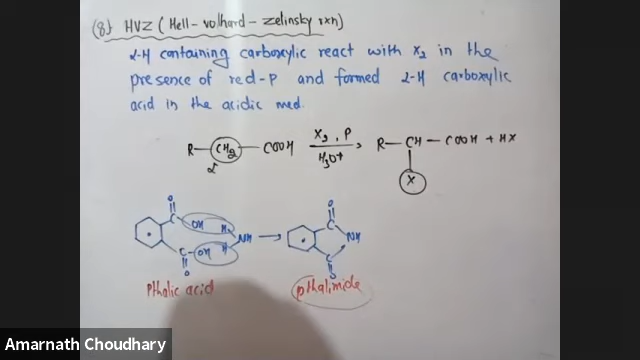 (8) HVZ (Hell-volhard-zelinsky rxn)
α-H containing carboxylic react with X2 in the
presence of red-P and formed α-H carboxylic
acid in the acidic med.
R-CH2-COOH X2, P R-CH-COOH + HX
α H3O+
X
O O
C OH H C
NH NH
C OH H C
O O
Pthalic acid pthalimide
Amarnath Choudhary